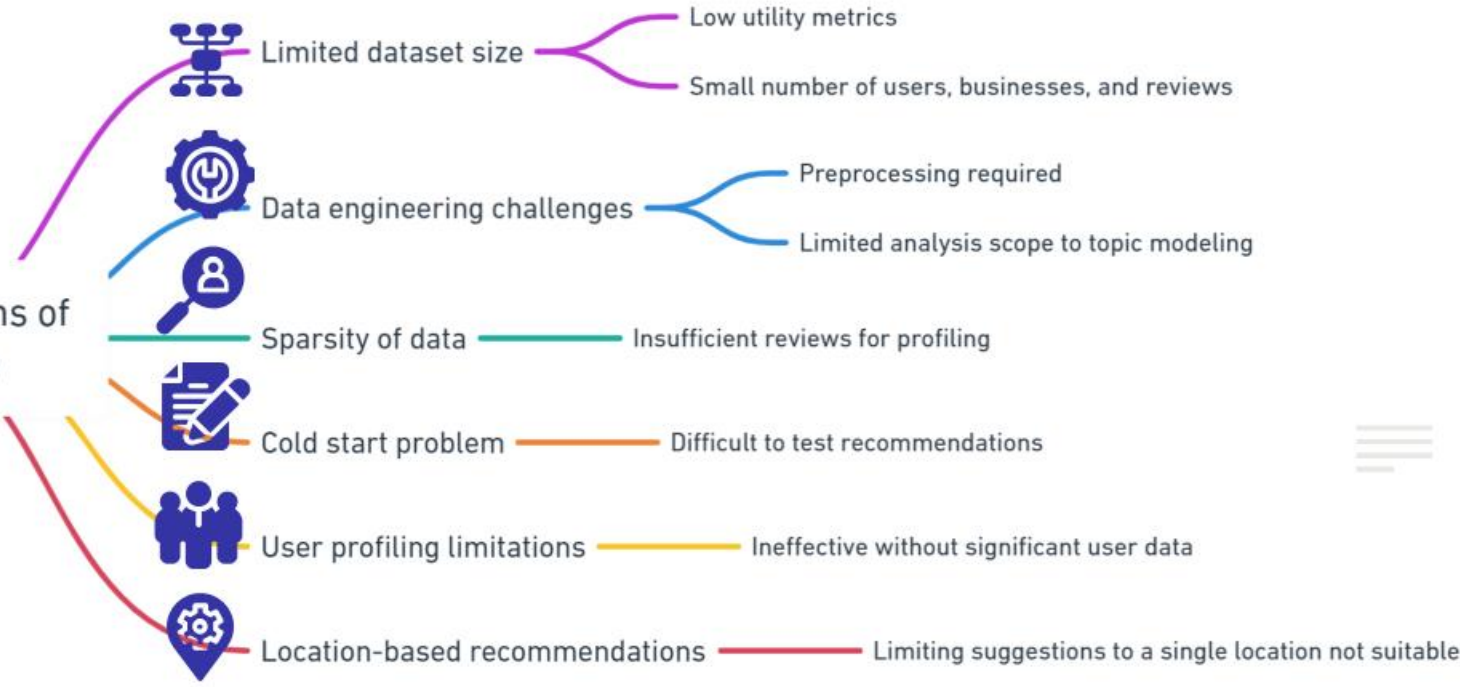 Limited dataset size
Low utility metrics
Small number of users, businesses, and reviews
Data engineering challenges
Preprocessing required
Limited analysis scope to topic modeling
ns of
Sparsity of data
Insufficient reviews for profiling
Cold start problem
Difficult to test recommendations
User profiling limitations
Ineffective without significant user data
Location-based recommendations
Limiting suggestions to a single location not suitable